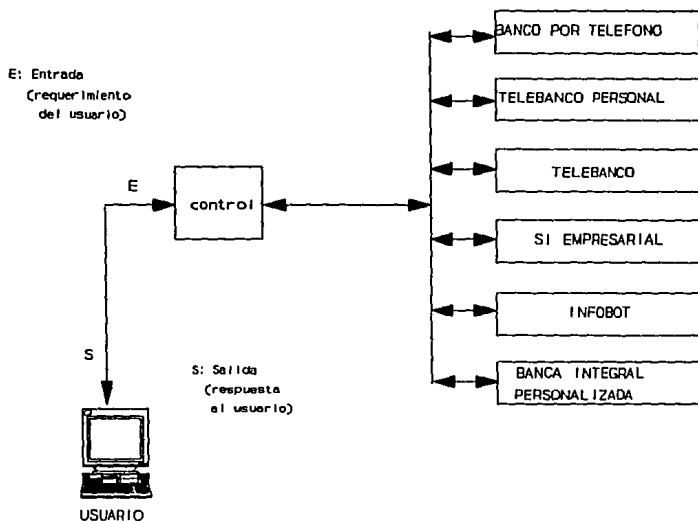 BANCO POR TELEFONO
E: Entrada
(requerimiento
del usuario)
TELEBANCO PERSONAL
TELEBANCO
E
control
SI EMPRESARIAL
INFOBOT
S
S: Salida
(respuesta
al usuario)
BANCA INTEGRAL
PERSONALIZADA
USUARIO